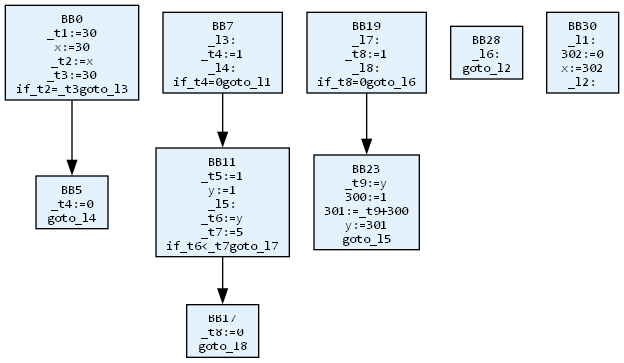 BB0
_t1:=30
x:=30
_t2:=x
_t3:=30
if_t2=_t3goto_l3
BB5
_t4:=0
goto_l4
BB7
_l3:
_t4:=1
_l4:
if_t4=0goto_l1
BB11
_t5:=1
y:=1
_l5:
_t6:=y
_t7:=5
if_t6<_t7goto_l7
BB17
_t8:=0
goto_l8
BB19
_l7:
_t8:=1
_l8:
if_t8=0goto_l6
BB23
_t9:=y
300:=1
301:=_t9+300
y:=301
goto_l5
BB28
_l6:
goto_l2
BB30
_l1:
302:=0
x:=302
_l2: